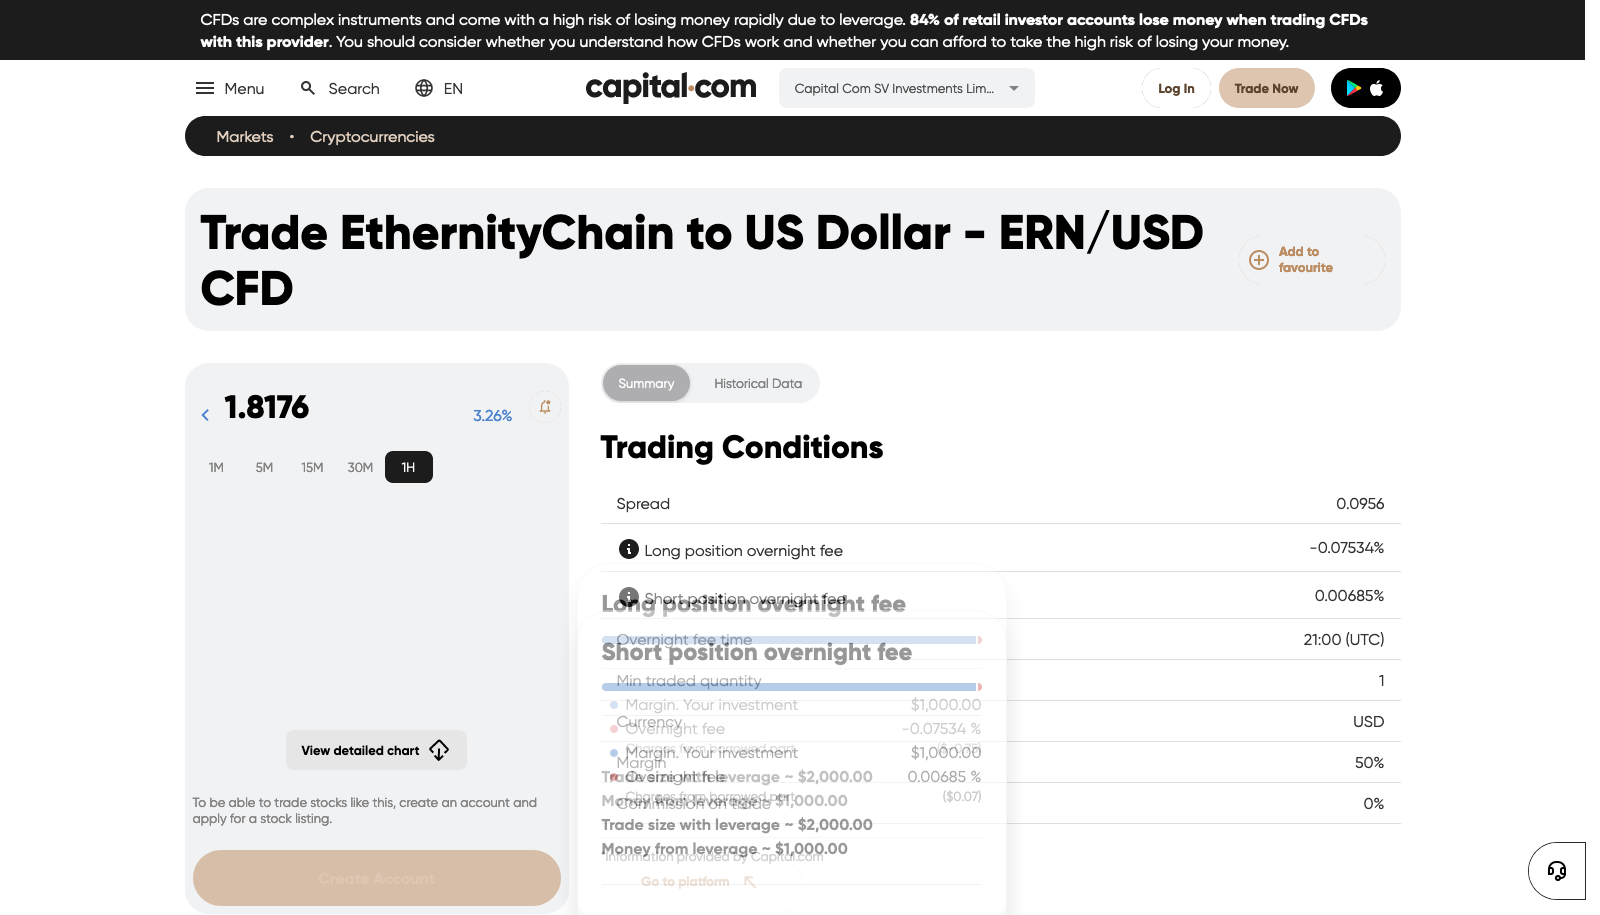 CFDs are complex instruments and come with a high risk of losing money rapidly due to leverage. 84% of retail investor accounts lose money when trading CFDs
with this provider. You should consider whether you understand how CFDs work and whether you can afford to take the high risk of losing your money.
Menu
Search
EN
capital.com
Capital Com SV Investments Lim...
Log In
Trade Now
Markets • Cryptocurrencies
Trade EthernityChain to US Dollar - ERN/USD
CFD
Add to
favourite
1.8176
3.26%
1M 5M 15M 30M 1H
View detailed chart
To be able to trade stocks like this, create an account and
apply for a stock listing.
Create Account
Summary
Historical Data
Trading Conditions
Spread 0.0956
Long position overnight fee -0.07534%
Short position overnight fee 0.00685%
Overnight fee time 21:00 (UTC)
Min traded quantity 1
Currency USD
Margin 50%
Commission on trade 0%
Long position overnight fee
Margin. Your investment $1,000.00
Overnight fee -0.07534 %
Charges from borrowed part
Trade size with leverage ~ $2,000.00
Money from leverage ~ $1,000.00
Short position overnight fee
Margin. Your investment $1,000.00
Overnight fee 0.00685 %
Charges from borrowed part ($0.07)
Trade size with leverage ~ $2,000.00
Money from leverage ~ $1,000.00
*Information provided by Capital.com
Go to platform